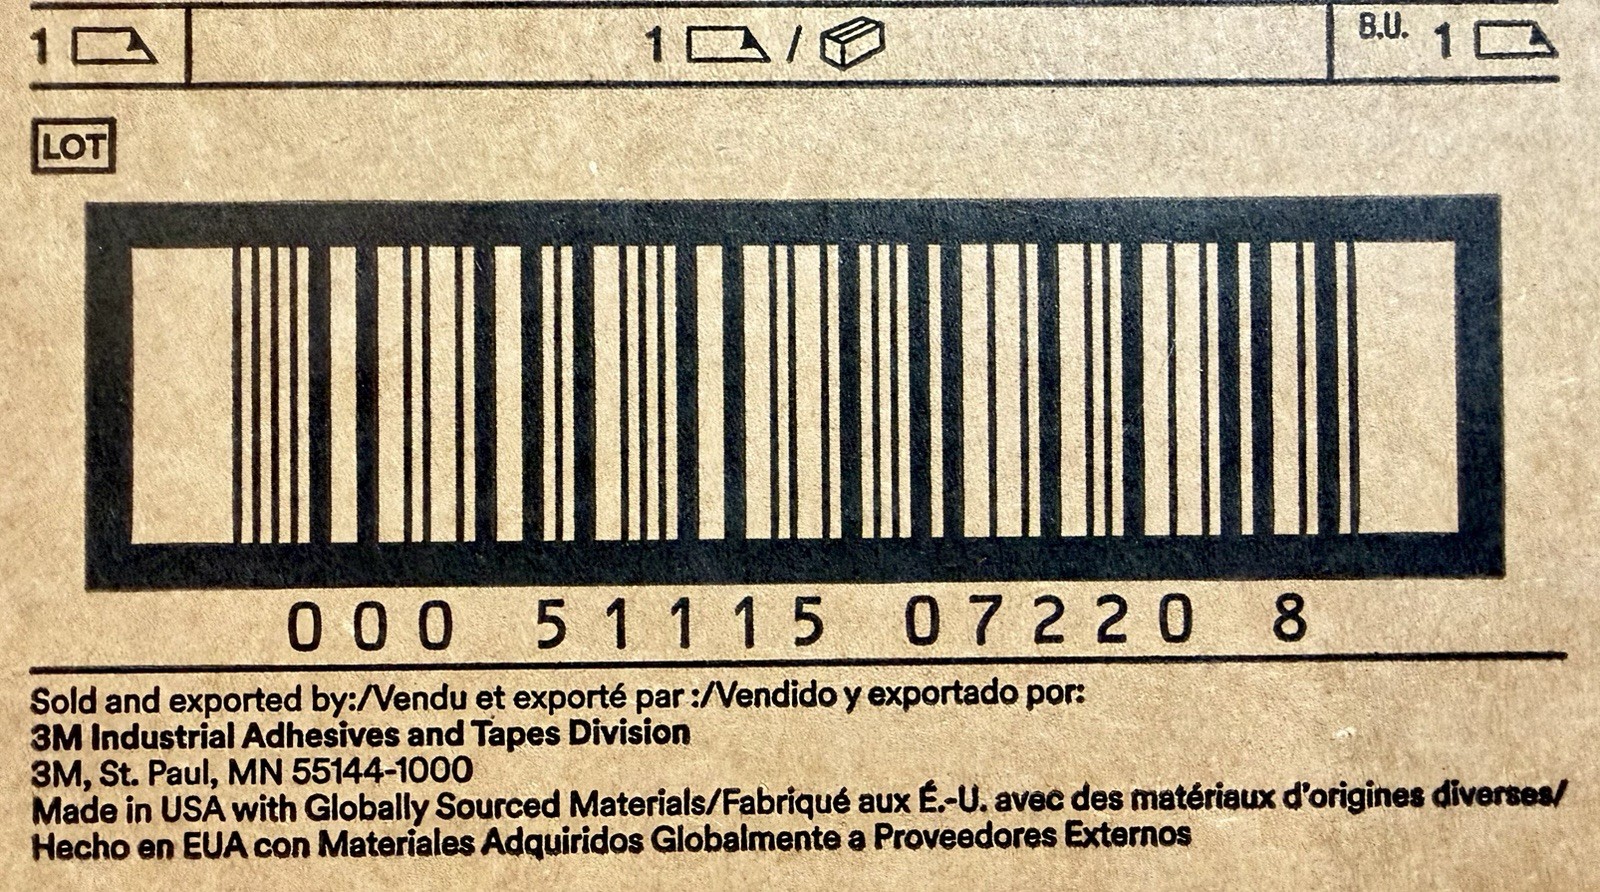 1 1 / B.U. 1
LOT
000 51115 07220 8
Sold and exported by:/Vendu et exporté par :/Vendido y exportado por:
3M Industrial Adhesives and Tapes Division
3M, St. Paul, MN 55144-1000
Made in USA with Globally Sourced Materials/Fabriqué aux É.-U. avec des matériaux d'origines diverses/
Hecho en EUA con Materiales Adquiridos Globalmente a Proveedores Externos